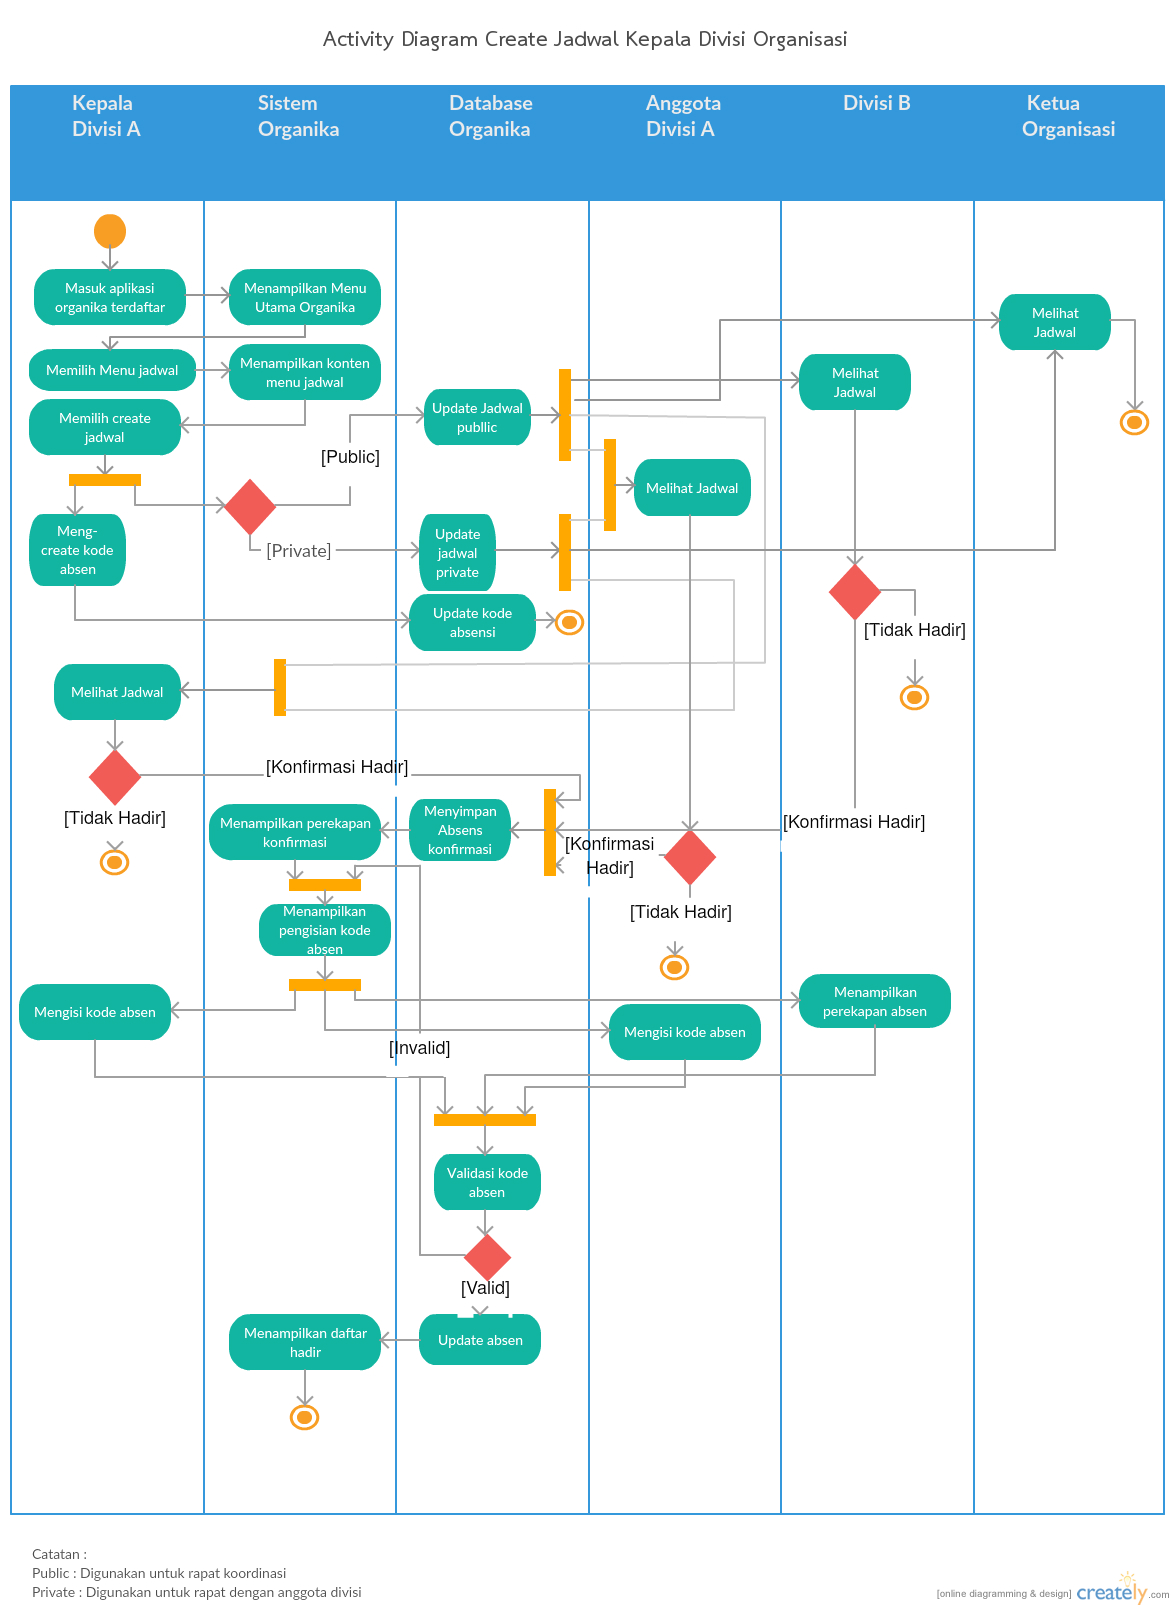 Activity Diagram Create Jadwal Kepala Divisi Organisasi
Kepala
Divisi A
Sistem
Organika
Database
Organika
Anggota
Divisi A
Divisi B
Ketua
Organisasi
Masuk aplikasi
organika terdaftar
Menampilkan Menu
Utama Organika
Melihat
Jadwal
Memilih Menu jadwal
Menampilkan konten
menu jadwal
Melihat
Jadwal
Memilih create
jadwal
Update Jadwal
publlic
[Public]
Melihat Jadwal
Meng-
create kode
absen
[Private]
Update
jadwal
private
Update kode
absensi
[Tidak Hadir]
Melihat Jadwal
[Konfirmasi Hadir]
[Tidak Hadir]
Menampilkan perekapan
konfirmasi
Menyimpan
Absens
konfirmasi
[Konfirmasi
Hadir]
[Konfirmasi Hadir]
[Tidak Hadir]
Menampilkan
pengisian kode
absen
Mengisi kode absen
Mengisi kode absen
Menampilkan
perekapan absen
[Invalid]
Validasi kode
absen
[Valid]
Menampilkan daftar
hadir
Update absen
Catatan :
Public : Digunakan untuk rapat koordinasi
Private : Digunakan untuk rapat dengan anggota divisi
[online diagramming & design] creately.com